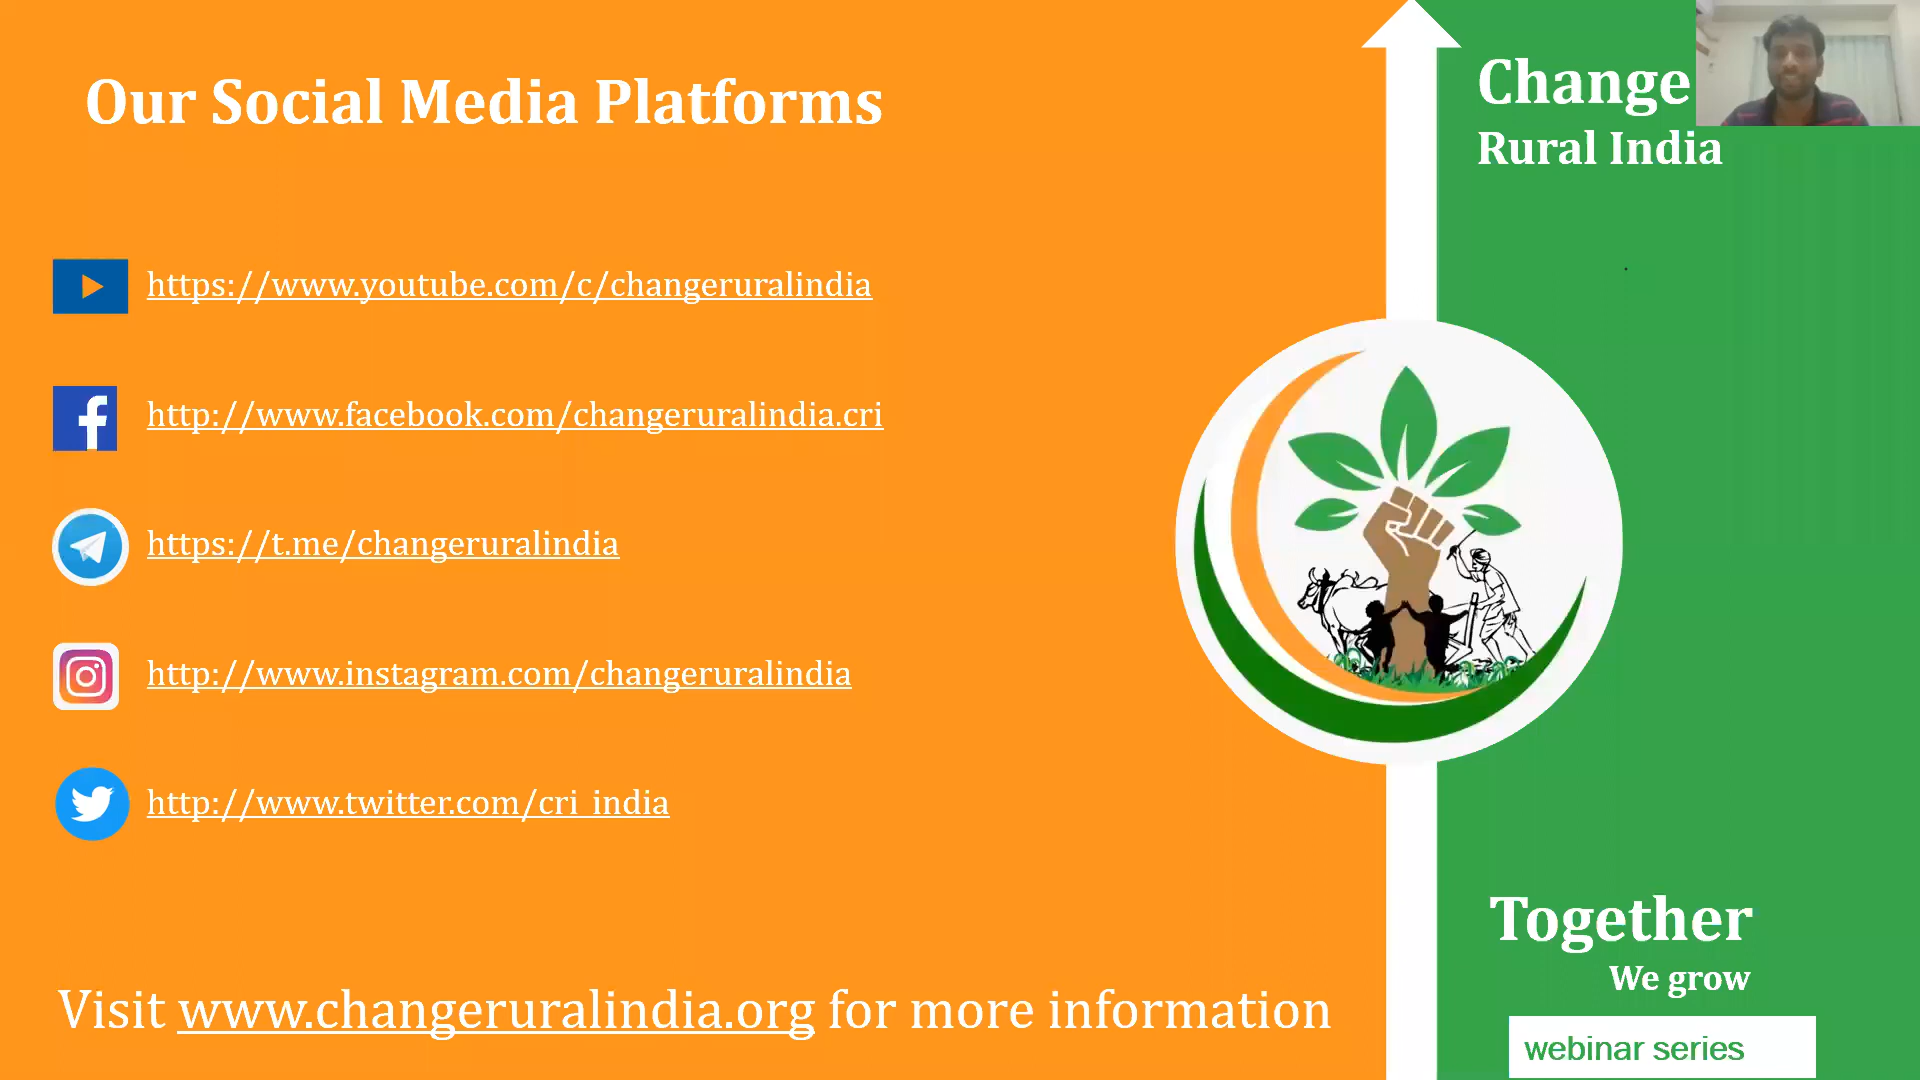 Our Social Media Platforms
https://www.youtube.com/c/changeruralindia
http://www.facebook.com/changeruralindia.cri
https://t.me/changeruralindia
http://www.instagram.com/changeruralindia
http://www.twitter.com/cri_india
Visit www.changeruralindia.org for more information
Change
Rural India
Together
We grow
webinar series